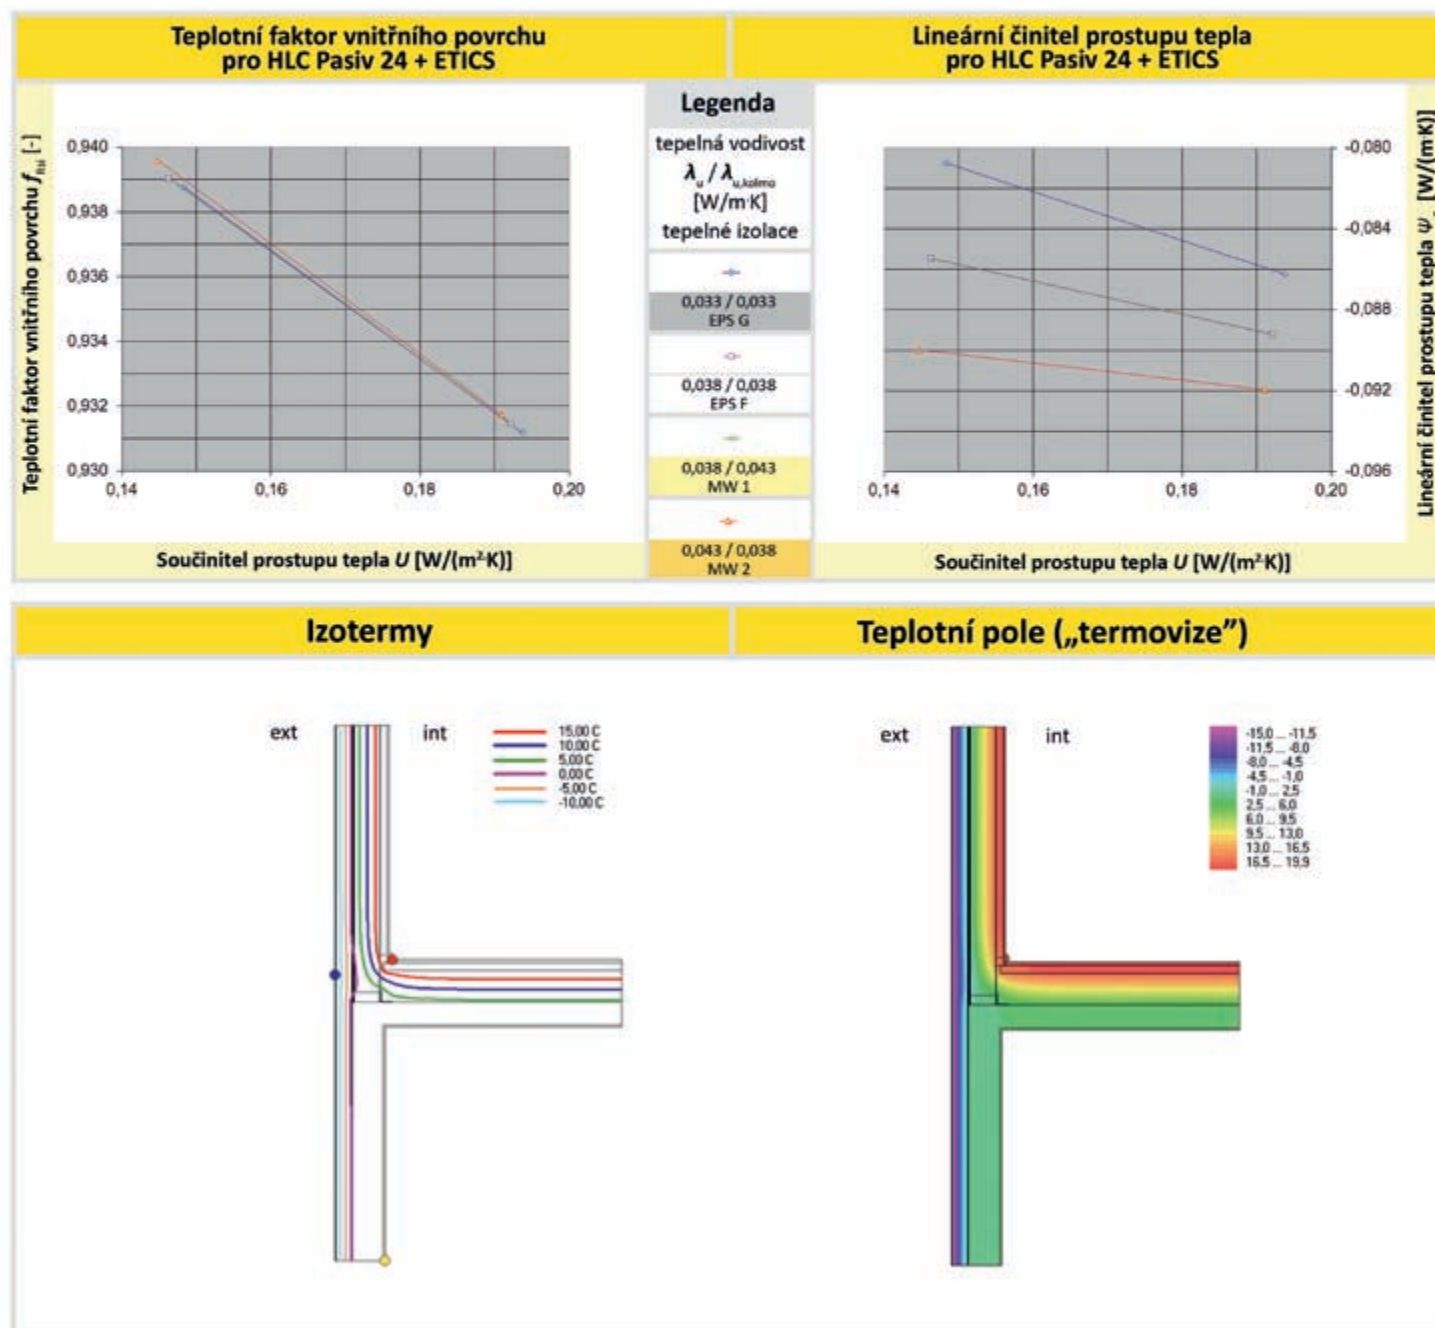 Teplotní faktor vnitřního povrchu
pro HLC Pasiv 24 + ETICS
Lineární činitel prostupu tepla
pro HLC Pasiv 24 + ETICS
Teplotní faktor vnitřního povrchu f Rsi [-]
0,940
0,938
0,936
0,934
0,932
0,930
0,14
0,16
0,18
0,20
Součinitel prostupu tepla U [W/(m²·K)]
Legenda
tepelná vodivost
λu / λu,kolmo
[W/m·K]
tepelné izolace
0,033 / 0,033
EPS G
0,038 / 0,038
EPS F
0,038 / 0,043
MW 1
0,043 / 0,038
MW 2
-0,080
-0,084
-0,088
-0,092
-0,096
0,14
0,16
0,18
0,20
Lineární činitel prostupu tepla Ψ [W/(m·K)]
Součinitel prostupu tepla U [W/(m²·K)]
Izotermy
Teplotní pole („termovize”)
ext
int
15,00 C
10,00 C
5,00 C
0,00 C
-5,00 C
-10,00 C
ext
int
-15,0 ... -11,5
-11,5 ... -8,0
-8,0 ... -4,5
-4,5 ... -1,0
-1,0 ... 2,5
2,5 ... 6,0
6,0 ... 9,5
9,5 ... 13,0
13,0 ... 16,5
16,5 ... 19,9